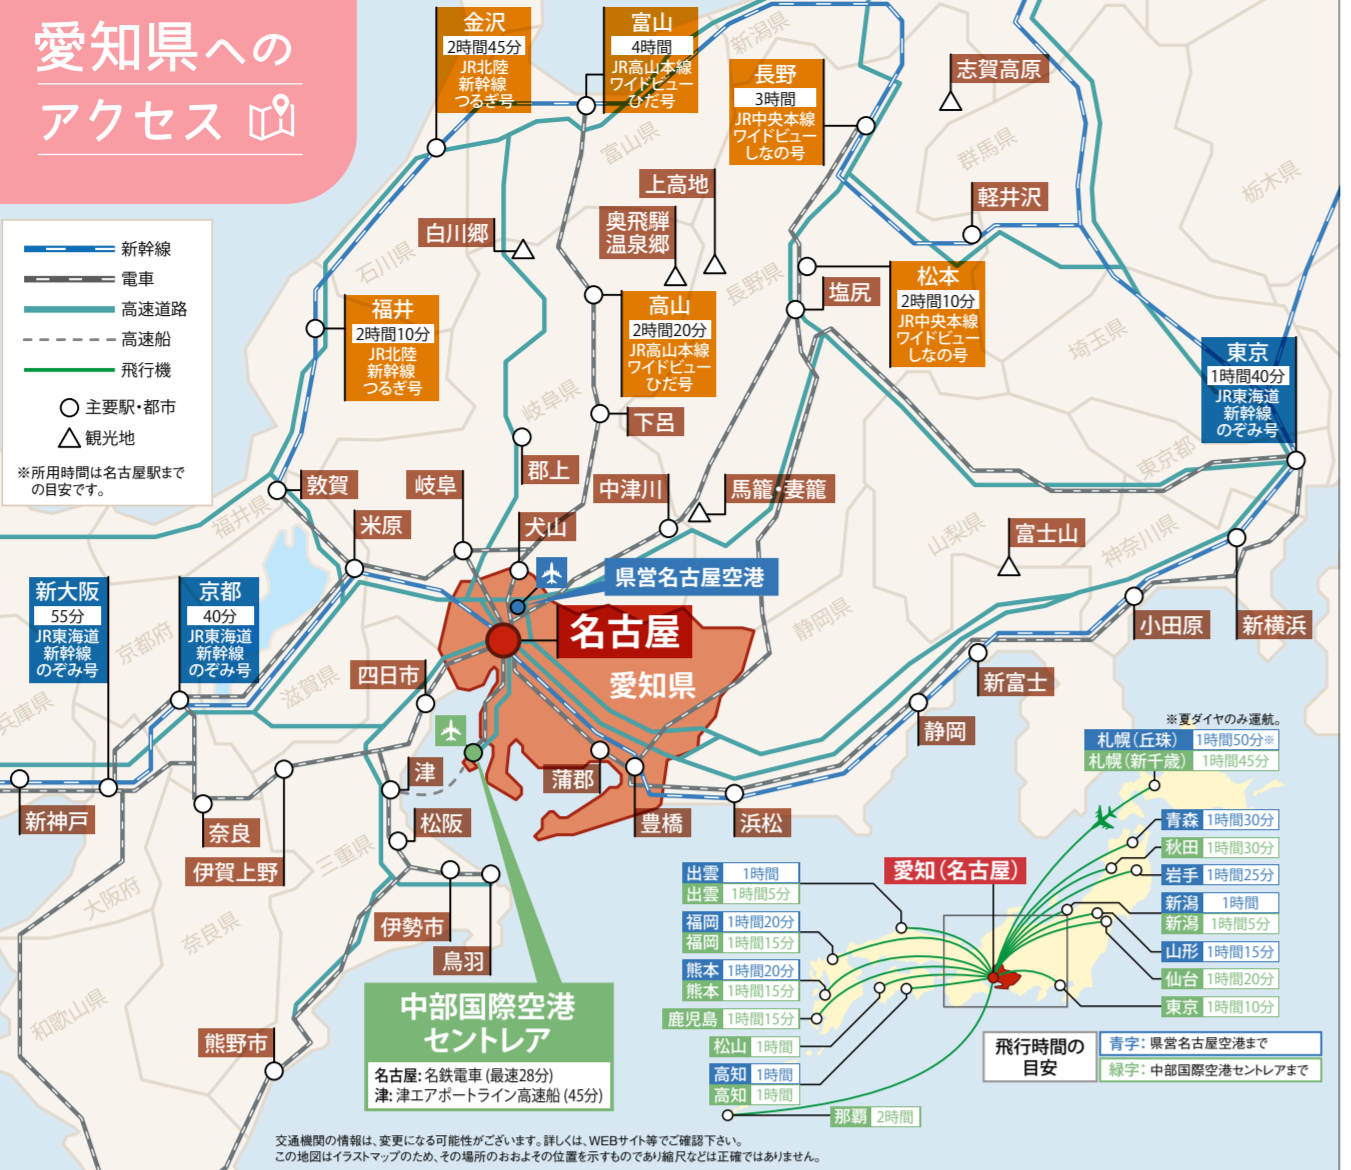 愛知県への
アクセス
新幹線
電車
高速道路
高速船
飛行機
主要駅・都市
観光地
※所用時間は名古屋駅まで
の目安です。
金沢
2時間45分
JR北陸
新幹線
つるぎ号
富山
4時間
JR高山本線
ワイドビュー
ひだ号
長野
3時間
JR中央本線
ワイドビュー
しなの号
新潟県
志賀高原
富山県
群馬県
栃木県
上高地
軽井沢
白川郷
奥飛騨
温泉郷
石川県
長野県
松本
2時間10分
JR中央本線
ワイドビュー
しなの号
塩尻
福井
2時間10分
JR北陸
新幹線
つるぎ号
高山
2時間20分
JR高山本線
ワイドビュー
ひだ号
埼玉県
東京
1時間40分
JR東海道
新幹線
のぞみ号
岐阜県
下呂
東京都
郡上
敦賀
岐阜
中津川
馬籠・妻籠
福井県
米原
犬山
山梨県
富士山
神奈川県
県営名古屋空港
新大阪
55分
JR東海道
新幹線
のぞみ号
京都
40分
JR東海道
新幹線
のぞみ号
京都府
名古屋
静岡県
小田原
新横浜
四日市
愛知県
新富士
滋賀県
兵庫県
静岡
津
蒲郡
新神戸
奈良
松阪
豊橋
浜松
伊賀上野
三重県
大阪府
奈良県
伊勢市
鳥羽
和歌山県
熊野市
中部国際空港
セントレア
名古屋: 名鉄電車 (最速28分)
津: 津エアポートライン高速船 (45分)
※夏ダイヤのみ運航。
札幌（丘珠） 1時間50分※
札幌（新千歳） 1時間45分
青森 1時間30分
秋田 1時間30分
岩手 1時間25分
新潟 1時間
新潟 1時間5分
山形 1時間15分
仙台 1時間20分
東京 1時間10分
愛知（名古屋）
出雲 1時間
出雲 1時間5分
福岡 1時間20分
福岡 1時間15分
熊本 1時間20分
熊本 1時間15分
鹿児島 1時間15分
松山 1時間
高知 1時間
高知 1時間
那覇 2時間
飛行時間の
目安
青字: 県営名古屋空港まで
緑字: 中部国際空港セントレアまで
交通機関の情報は、変更になる可能性がございます。詳しくは、WEBサイト等でご確認下さい。
この地図はイラストマップのため、その場所のおおよその位置を示すものであり縮尺などは正確ではありません。